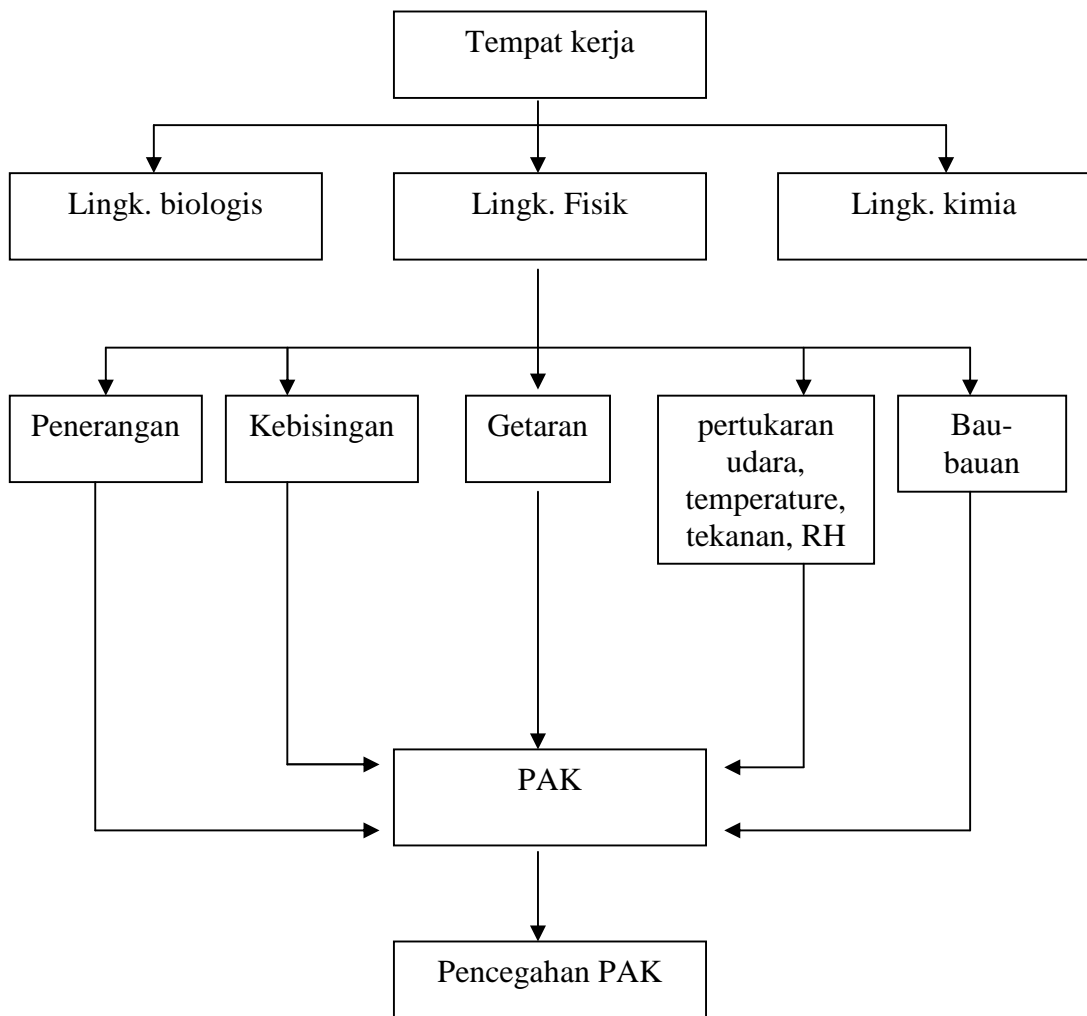 Tempat kerja
Lingk. biologis
Lingk. Fisik
Lingk. kimia
Penerangan
Kebisingan
Getaran
pertukaran
udara,
temperature,
tekanan, RH
Bau-
bauan
PAK
Pencegahan PAK